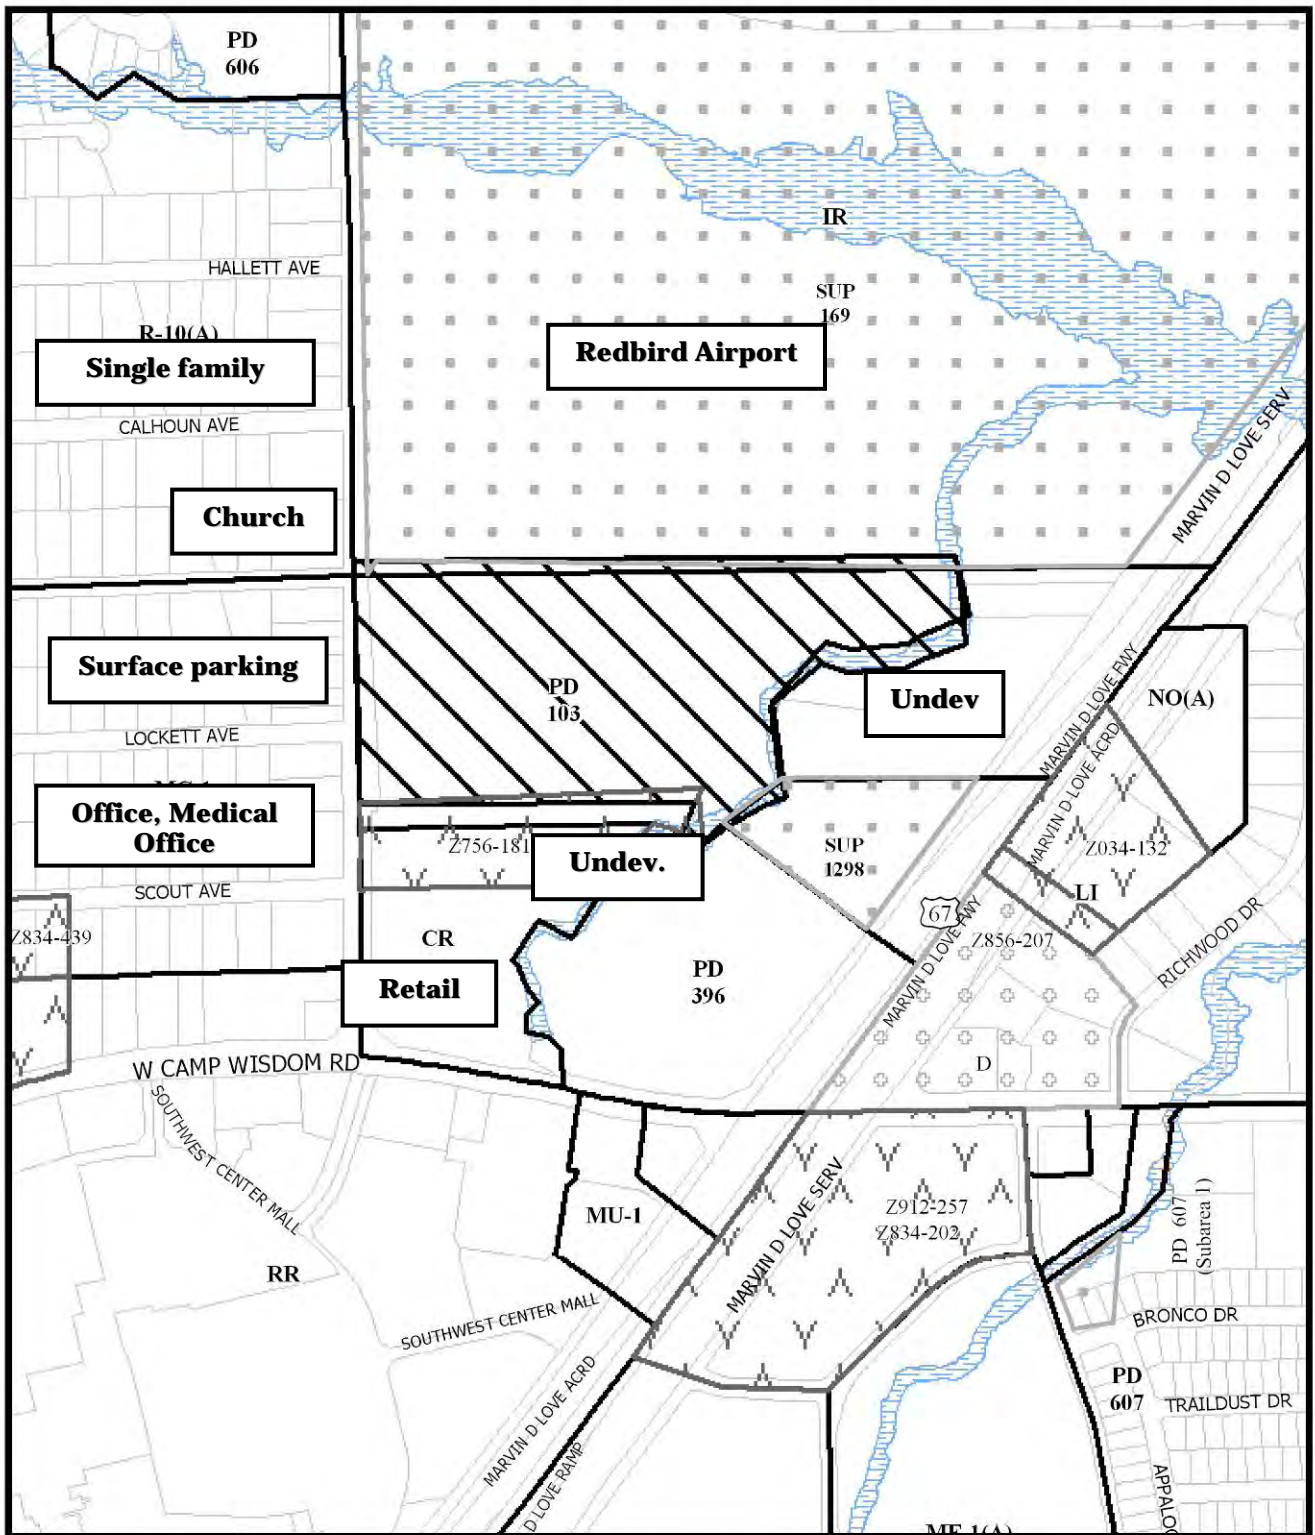 PD
606
IR
HALLETT AVE
SUP
169
R-10(A)
Single family
Redbird Airport
CALHOUN AVE
MARVIN D LOVE SERV
Church
Surface parking
PD
103
Undev
MARVIN D LOVE FWY
NO(A)
LOCKETT AVE
MARVIN D LOVE ACRD
Office, Medical
Office
Z756-181
Undev.
SUP
1298
Z034-132
SCOUT AVE
LI
67
Z834-439
CR
MARVIN D LOVE FWY
Z856-207
RICHWOOD DR
Retail
PD
396
W CAMP WISDOM RD
D
SOUTHWEST CENTER MALL
MU-1
MARVIN D LOVE SERV
Z912-257
Z834-202
PD 607
(Subarea 1)
RR
SOUTHWEST CENTER MALL
BRONCO DR
MARVIN D LOVE ACRD
PD
607
TRAILDUST DR
D LOVE RAMP
APPALOO
MF-1(A)